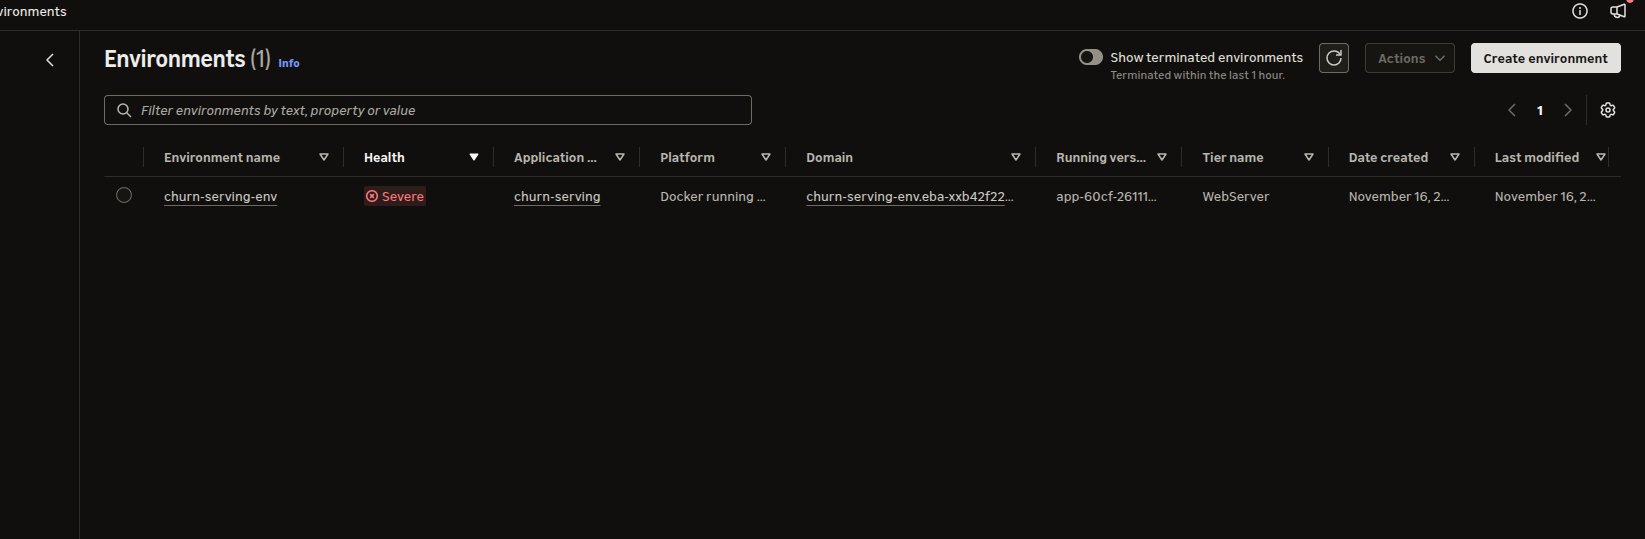 vironments
Environments (1) Info
Show terminated environments
Terminated within the last 1 hour.
Actions
Create environment
Filter environments by text, property or value
1
Environment name Health Application ... Platform Domain Running vers... Tier name Date created Last modified
churn-serving-env Severe churn-serving Docker running ... churn-serving-env.eba-xxb42f22... app-60cf-26111... WebServer November 16, 2... November 16, 2...